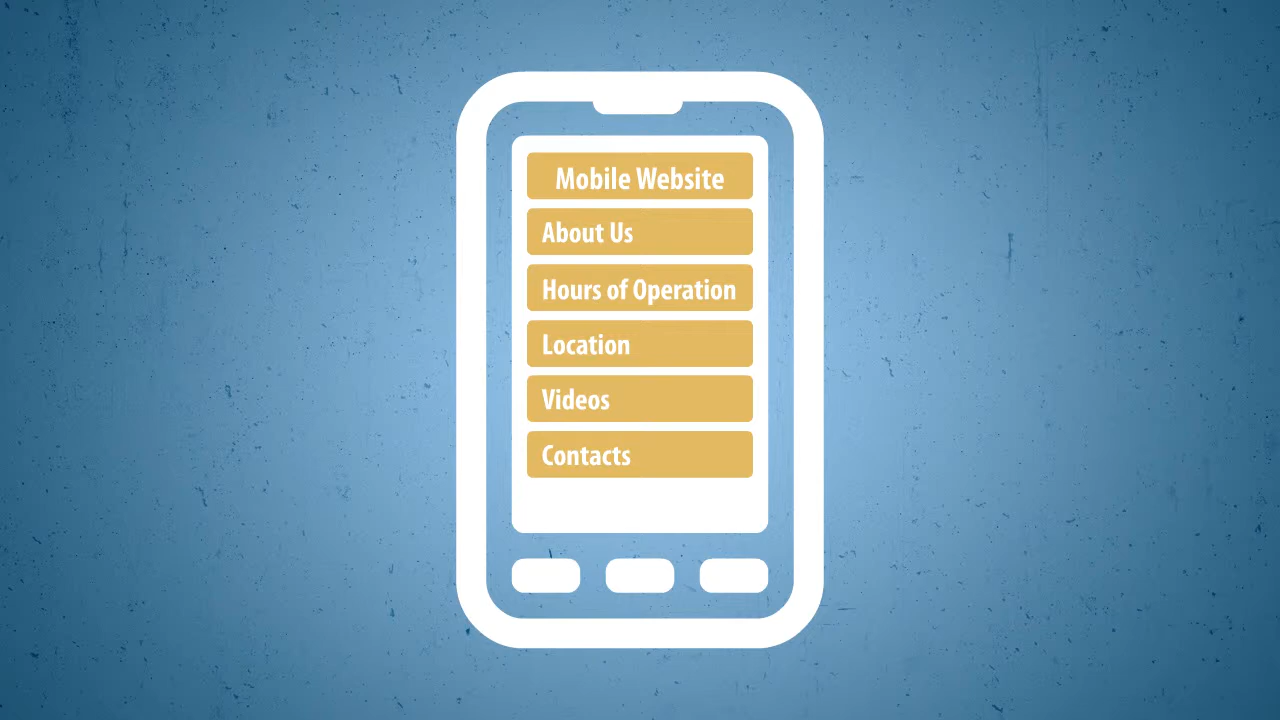 Mobile Website
About Us
Hours of Operation
Location
Videos
Contacts